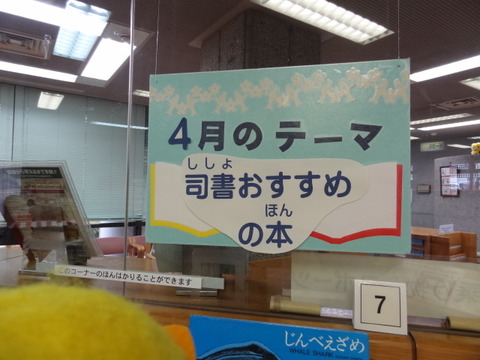 4月のテーマ
ししょ
司書おすすめ
ほん
の本
このコーナーのほんはかりることができます
7
じんべえざめ
WHALE SHARK